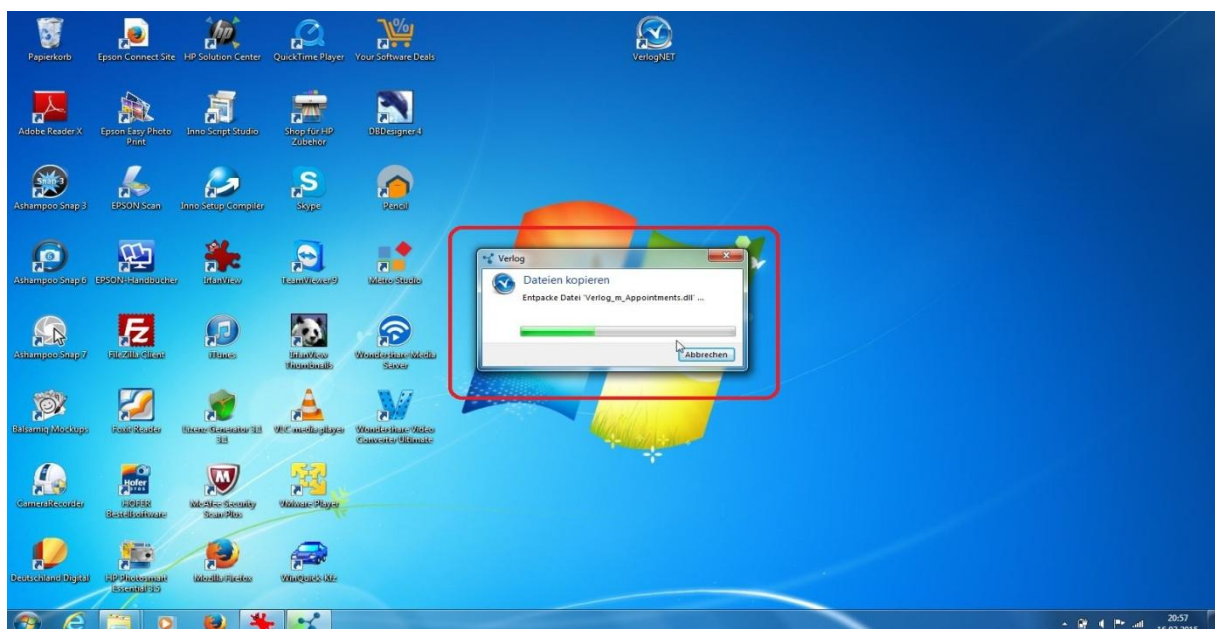 Papierkorb
Epson Connect Site
HP Solution Center
QuickTime Player
Your Software Deals
VerlogNET
Adobe Reader X
Epson Easy Photo
Print
Inno Script Studio
Shop für HP
Zubehör
DBDesigner 4
Snap 3
Ashampoo Snap 3
EPSON Scan
Inno Setup Compiler
Skype
Pencil
Ashampoo Snap 6
EPSON-Handbücher
IrfanView
TeamViewer 9
Metro Studio
Ashampoo Snap 7
FileZilla Client
iTunes
IrfanView
Thumbnails
Wondershare Media
Server
Balsamiq Mockups
Foxit Reader
Lizenz Generator 3.1
3.1
VLC media player
Wondershare Video
Converter Ultimate
CameraRecorder
Hofer
HOFER
Bestellsoftware
McAfee Security
Scan Plus
VMware Player
Deutschland Digital
HP Photosmart
Essential 3.5
Mozilla Firefox
WinQuick-Kfz
Verlog
Dateien kopieren
Entpacke Datei 'Verlog_m_Appointments.dll' ...
Abbrechen
20:57